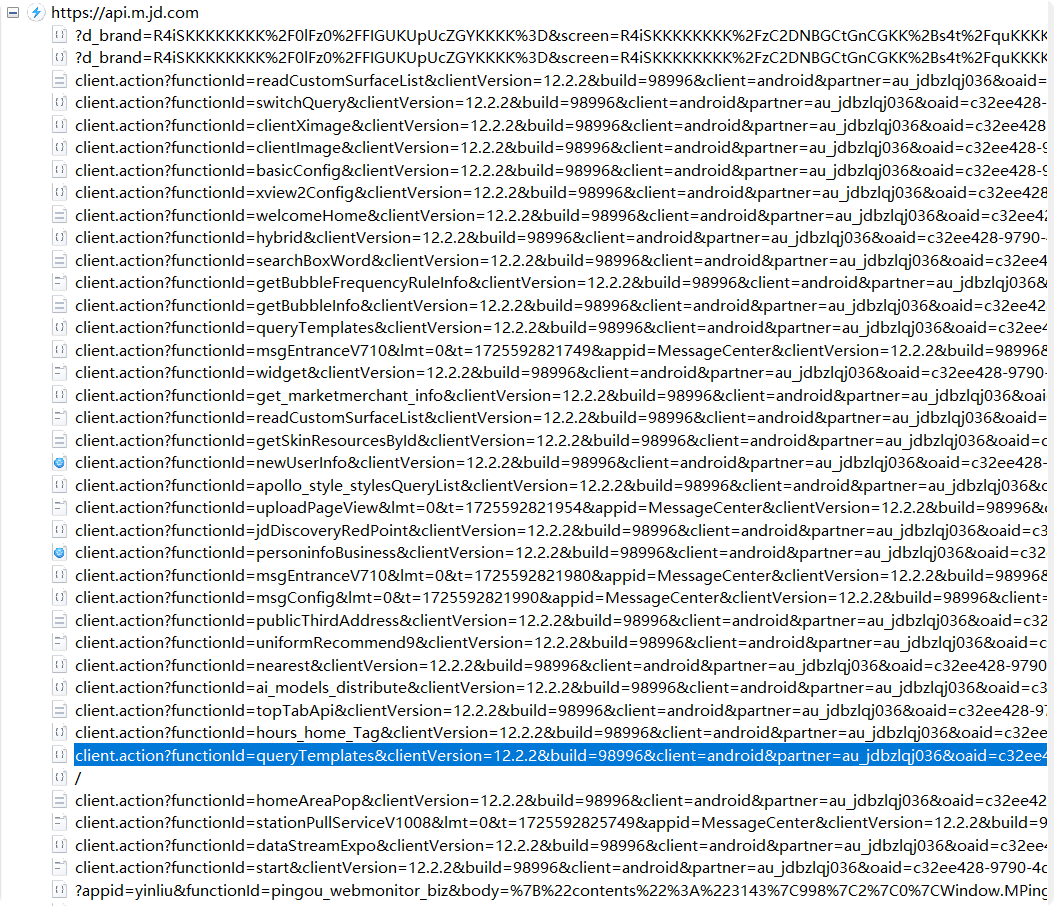 https://api.m.jd.com
?d_brand=R4iSKKKKKKKK%2F0lFz0%2FFIGUKUpUcZGYKKKK%3D&screen=R4iSKKKKKKKK%2FzC2DNBGCtGnCGKK%2Bs4t%2FquKKKK
?d_brand=R4iSKKKKKKKK%2F0lFz0%2FFIGUKUpUcZGYKKKK%3D&screen=R4iSKKKKKKKK%2FzC2DNBGCtGnCGKK%2Bs4t%2FquKKKK
client.action?functionId=readCustomSurfaceList&clientVersion=12.2.2&build=98996&client=android&partner=au_jdbzlqj036&oaid=
client.action?functionId=switchQuery&clientVersion=12.2.2&build=98996&client=android&partner=au_jdbzlqj036&oaid=c32ee428-
client.action?functionId=clientXimage&clientVersion=12.2.2&build=98996&client=android&partner=au_jdbzlqj036&oaid=c32ee428
client.action?functionId=clientImage&clientVersion=12.2.2&build=98996&client=android&partner=au_jdbzlqj036&oaid=c32ee428-9
client.action?functionId=basicConfig&clientVersion=12.2.2&build=98996&client=android&partner=au_jdbzlqj036&oaid=c32ee428-9
client.action?functionId=xview2Config&clientVersion=12.2.2&build=98996&client=android&partner=au_jdbzlqj036&oaid=c32ee428
client.action?functionId=welcomeHome&clientVersion=12.2.2&build=98996&client=android&partner=au_jdbzlqj036&oaid=c32ee42
client.action?functionId=hybrid&clientVersion=12.2.2&build=98996&client=android&partner=au_jdbzlqj036&oaid=c32ee428-9790-
client.action?functionId=searchBoxWord&clientVersion=12.2.2&build=98996&client=android&partner=au_jdbzlqj036&oaid=c32ee4
client.action?functionId=getBubbleFrequencyRuleInfo&clientVersion=12.2.2&build=98996&client=android&partner=au_jdbzlqj036&
client.action?functionId=getBubbleInfo&clientVersion=12.2.2&build=98996&client=android&partner=au_jdbzlqj036&oaid=c32ee42
client.action?functionId=queryTemplates&clientVersion=12.2.2&build=98996&client=android&partner=au_jdbzlqj036&oaid=c32ee4
client.action?functionId=msgEntranceV710&lmt=0&t=1725592821749&appid=MessageCenter&clientVersion=12.2.2&build=98996&
client.action?functionId=widget&clientVersion=12.2.2&build=98996&client=android&partner=au_jdbzlqj036&oaid=c32ee428-9790-
client.action?functionId=get_marketmerchant_info&clientVersion=12.2.2&build=98996&client=android&partner=au_jdbzlqj036&oai
client.action?functionId=readCustomSurfaceList&clientVersion=12.2.2&build=98996&client=android&partner=au_jdbzlqj036&oaid=
client.action?functionId=getSkinResourcesById&clientVersion=12.2.2&build=98996&client=android&partner=au_jdbzlqj036&oaid=c
client.action?functionId=newUserInfo&clientVersion=12.2.2&build=98996&client=android&partner=au_jdbzlqj036&oaid=c32ee428-
client.action?functionId=apollo_style_stylesQueryList&clientVersion=12.2.2&build=98996&client=android&partner=au_jdbzlqj036&c
client.action?functionId=uploadPageView&lmt=0&t=1725592821954&appid=MessageCenter&clientVersion=12.2.2&build=98996&c
client.action?functionId=jdDiscoveryRedPoint&clientVersion=12.2.2&build=98996&client=android&partner=au_jdbzlqj036&oaid=c3
client.action?functionId=personinfoBusiness&clientVersion=12.2.2&build=98996&client=android&partner=au_jdbzlqj036&oaid=c32
client.action?functionId=msgEntranceV710&lmt=0&t=1725592821980&appid=MessageCenter&clientVersion=12.2.2&build=98996&
client.action?functionId=msgConfig&lmt=0&t=1725592821990&appid=MessageCenter&clientVersion=12.2.2&build=98996&client=
client.action?functionId=publicThirdAddress&clientVersion=12.2.2&build=98996&client=android&partner=au_jdbzlqj036&oaid=c32
client.action?functionId=uniformRecommend9&clientVersion=12.2.2&build=98996&client=android&partner=au_jdbzlqj036&oaid=c
client.action?functionId=nearest&clientVersion=12.2.2&build=98996&client=android&partner=au_jdbzlqj036&oaid=c32ee428-9790
client.action?functionId=ai_models_distribute&clientVersion=12.2.2&build=98996&client=android&partner=au_jdbzlqj036&oaid=c3
client.action?functionId=topTabApi&clientVersion=12.2.2&build=98996&client=android&partner=au_jdbzlqj036&oaid=c32ee428-97
client.action?functionId=hours_home_Tag&clientVersion=12.2.2&build=98996&client=android&partner=au_jdbzlqj036&oaid=c32ee
client.action?functionId=queryTemplates&clientVersion=12.2.2&build=98996&client=android&partner=au_jdbzlqj036&oaid=c32ee4
/
client.action?functionId=homeAreaPop&clientVersion=12.2.2&build=98996&client=android&partner=au_jdbzlqj036&oaid=c32ee42
client.action?functionId=stationPullServiceV1008&lmt=0&t=1725592825749&appid=MessageCenter&clientVersion=12.2.2&build=9
client.action?functionId=dataStreamExpo&clientVersion=12.2.2&build=98996&client=android&partner=au_jdbzlqj036&oaid=c32ee4
client.action?functionId=start&clientVersion=12.2.2&build=98996&client=android&partner=au_jdbzlqj036&oaid=c32ee428-9790-4c
?appid=yinliu&functionId=pingou_webmonitor_biz&body=%7B%22contents%22%3A%223143%7C998%7C2%7C0%7CWindow.MPing